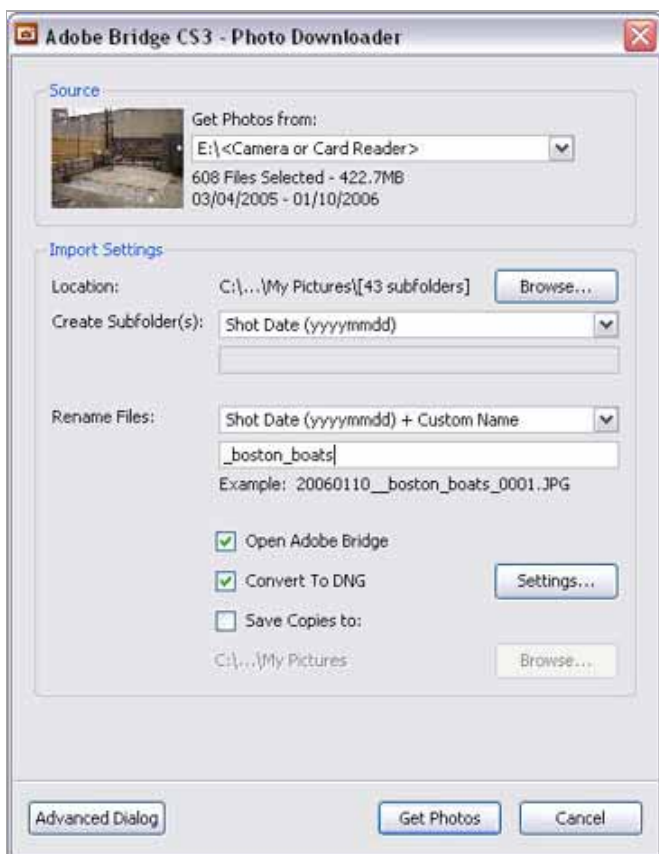 Adobe Bridge CS3 - Photo Downloader
Source
Get Photos from:
E:\<Camera or Card Reader>
608 Files Selected - 422.7MB
03/04/2005 - 01/10/2006
Import Settings
Location: C:\...\My Pictures\[43 subfolders] Browse...
Create Subfolder(s): Shot Date (yyyymmdd)
Rename Files: Shot Date (yyyymmdd) + Custom Name
_boston_boats
Example: 20060110__boston_boats_0001.JPG
Open Adobe Bridge
Convert To DNG Settings...
Save Copies to:
C:\...\My Pictures Browse...
Advanced Dialog Get Photos Cancel